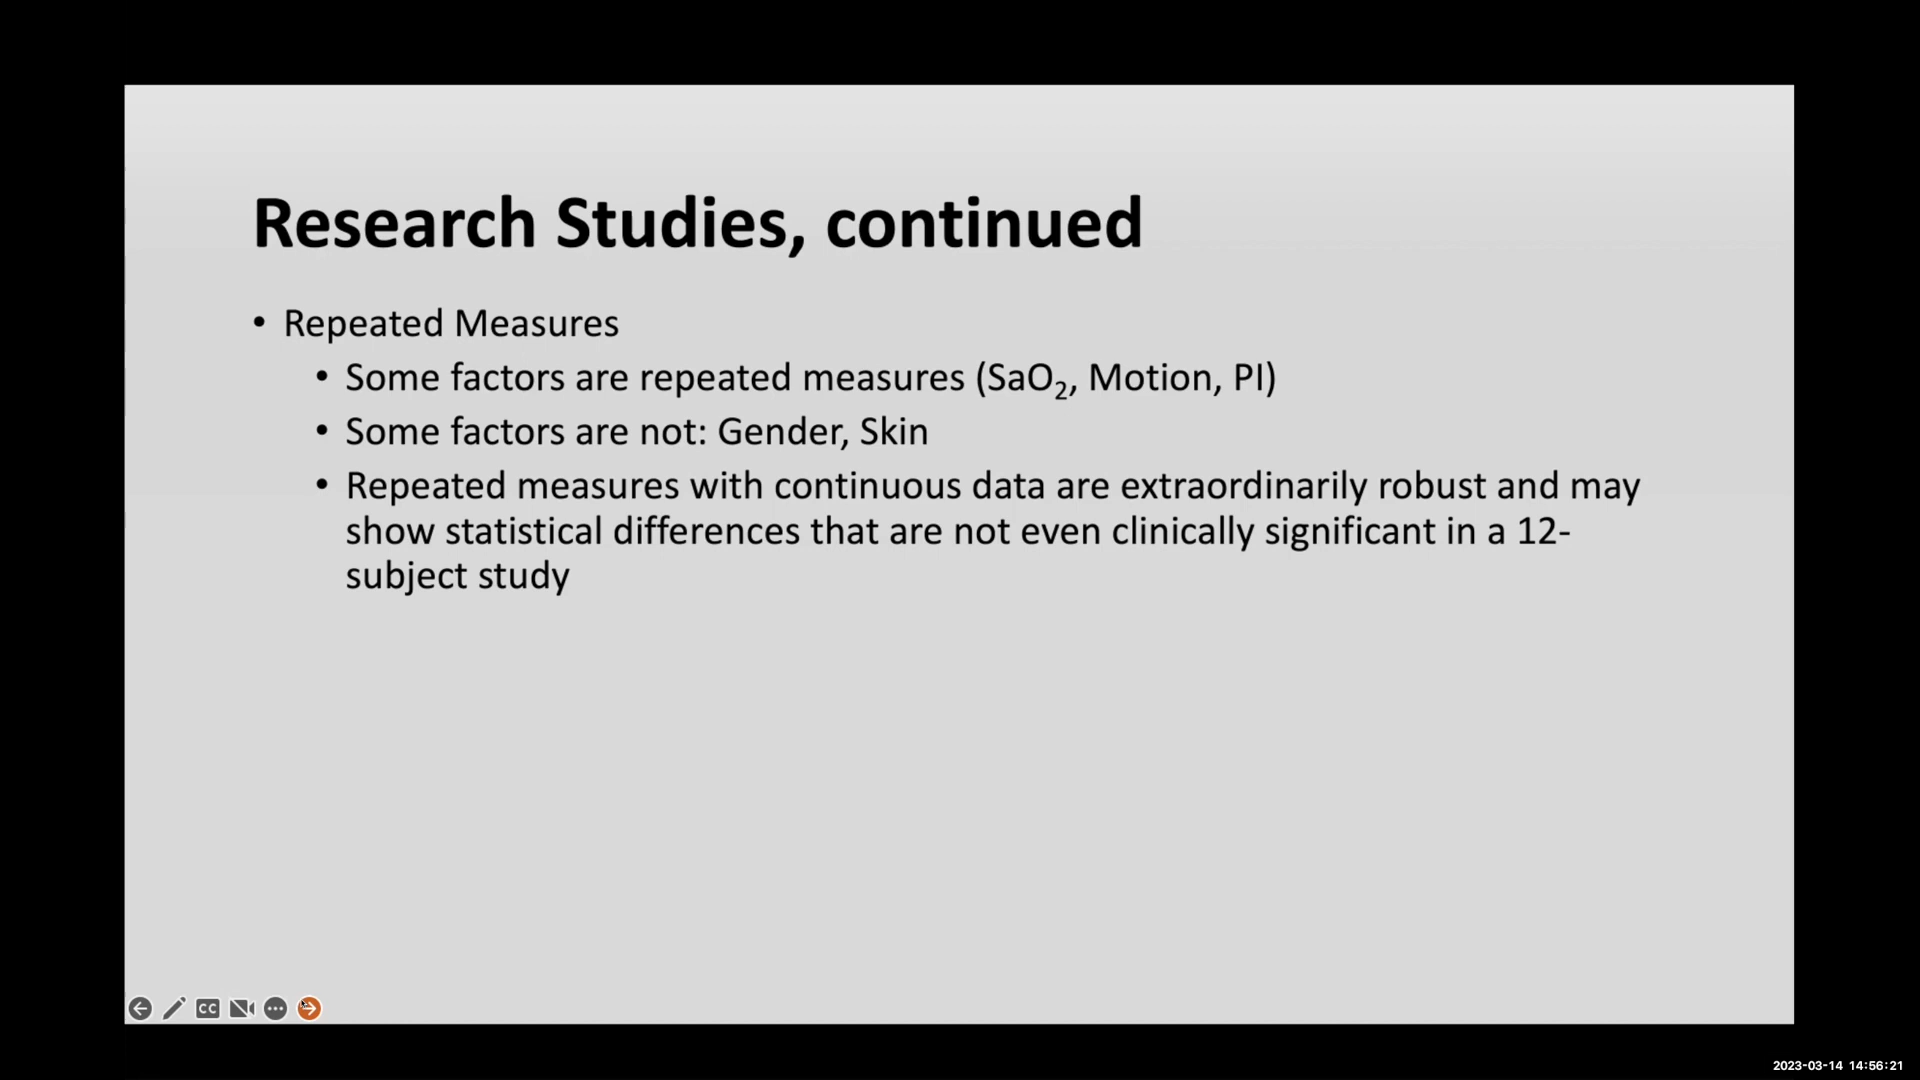 Research Studies, continued
• Repeated Measures
• Some factors are repeated measures (SaO₂, Motion, PI)
• Some factors are not: Gender, Skin
• Repeated measures with continuous data are extraordinarily robust and may
show statistical differences that are not even clinically significant in a 12-
subject study
CC
2023-03-14 14:56:21